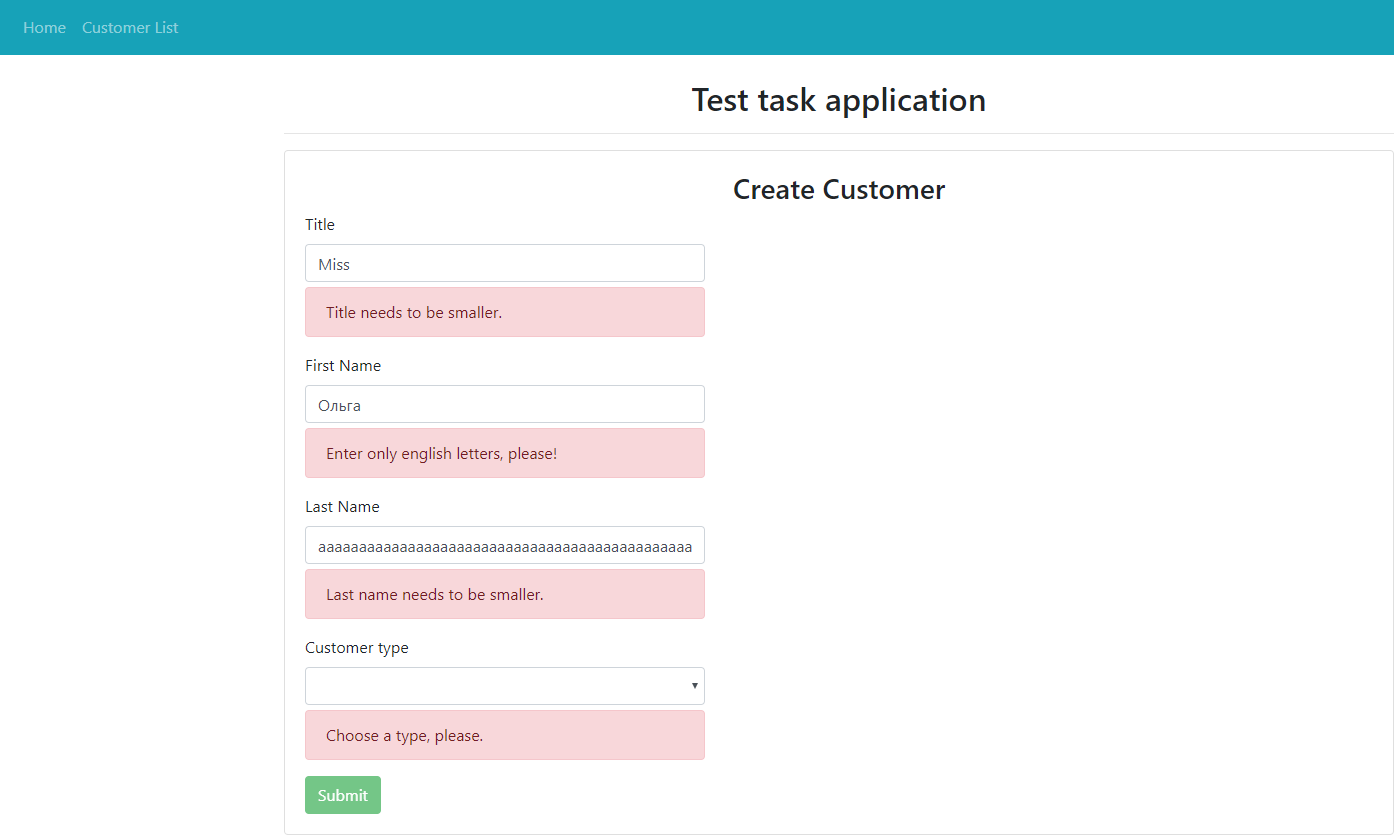 Home Customer List
Test task application
Create Customer
Title
Miss
Title needs to be smaller.
First Name
Ольга
Enter only english letters, please!
Last Name
aaaaaaaaaaaaaaaaaaaaaaaaaaaaaaaaaaaaaaaaaaaaaa
Last name needs to be smaller.
Customer type
Choose a type, please.
Submit